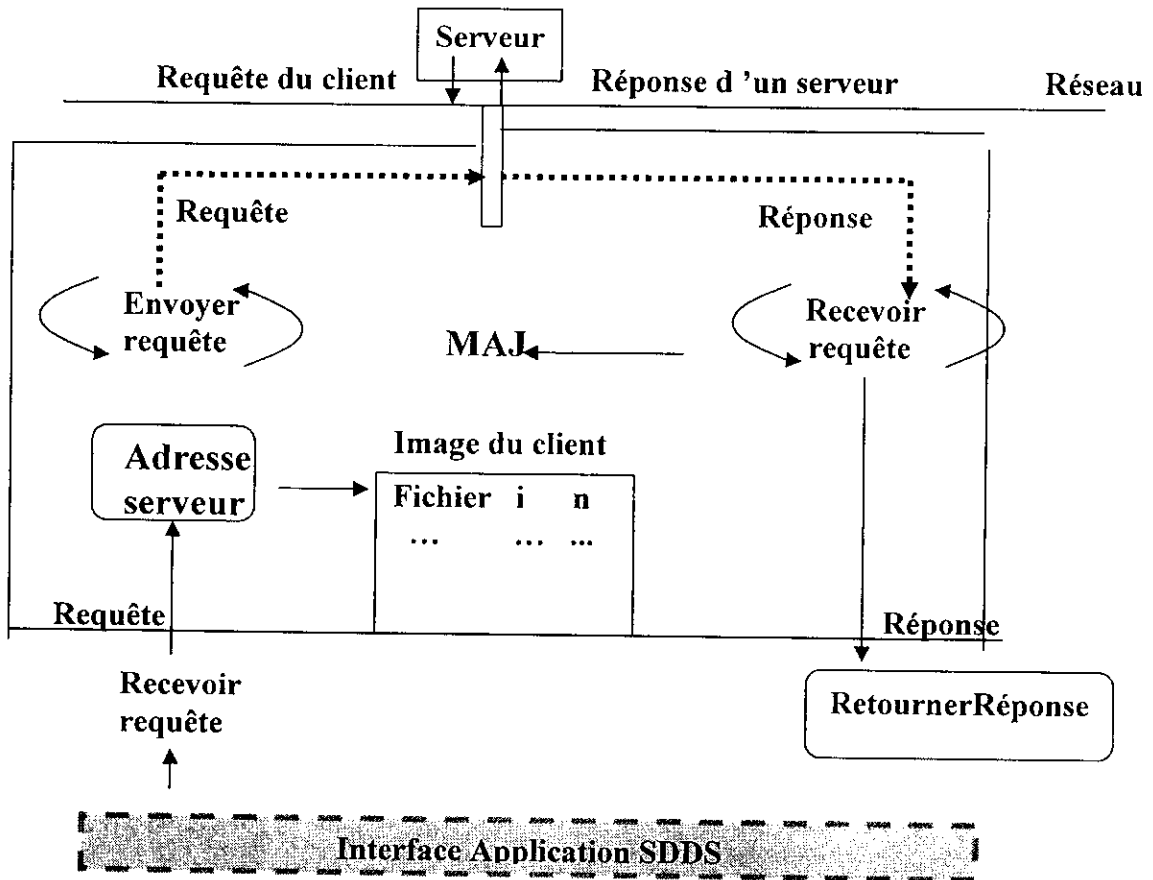 Serveur
Requête du client
Réponse d 'un serveur
Réseau
Requête
Réponse
Envoyer
requête
Recevoir
requête
MAJ
Adresse
serveur
Image du client
Fichier i n
... ... ...
Requête
Réponse
Recevoir
requête
RetournerRéponse
Interface Application SDDS